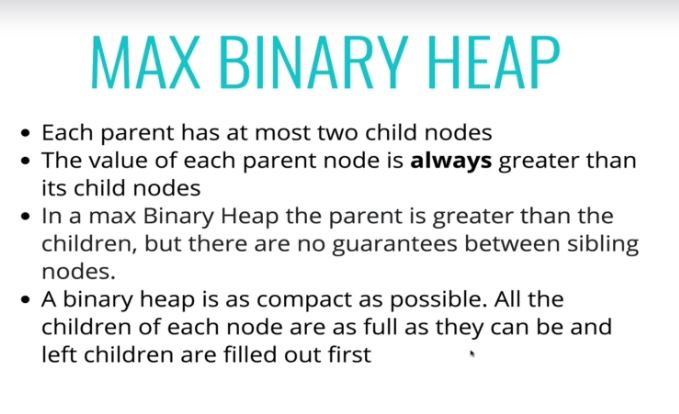 MAX BINARY HEAP
• Each parent has at most two child nodes
• The value of each parent node is always greater than
its child nodes
• In a max Binary Heap the parent is greater than the
children, but there are no guarantees between sibling
nodes.
• A binary heap is as compact as possible. All the
children of each node are as full as they can be and
left children are filled out first